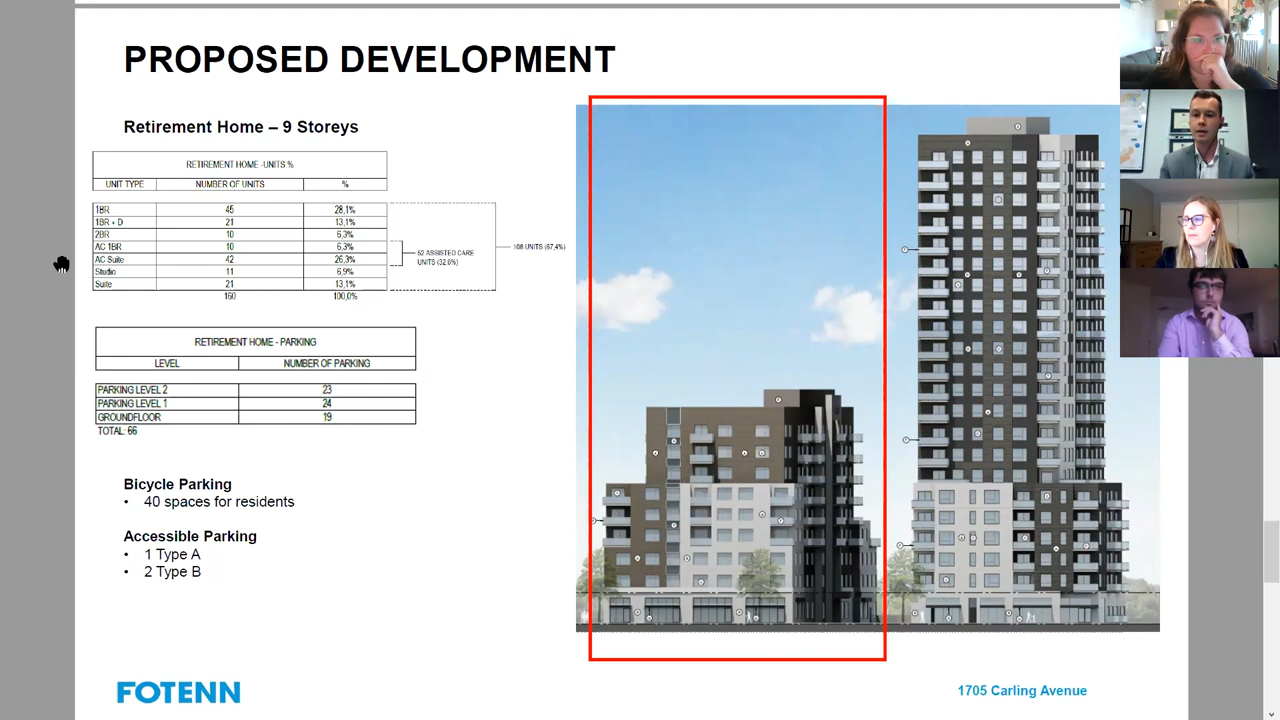 PROPOSED DEVELOPMENT
Retirement Home – 9 Storeys
RETIREMENT HOME -UNITS %
UNIT TYPE NUMBER OF UNITS %
1BR 45 28,1%
1BR + D 21 13,1%
2BR 10 6,3%
AC 1BR 10 6,3%
AC Suite 42 26,3%
Studio 11 6,9%
Suite 21 13,1%
160 100,0%
52 ASSISTED CARE
UNITS (32,6%)
108 UNITS (67,4%)
RETIREMENT HOME - PARKING
LEVEL NUMBER OF PARKING
PARKING LEVEL 2 23
PARKING LEVEL 1 24
GROUNDFLOOR 19
TOTAL: 66
Bicycle Parking
• 40 spaces for residents
Accessible Parking
• 1 Type A
• 2 Type B
FOTENN
1705 Carling Avenue